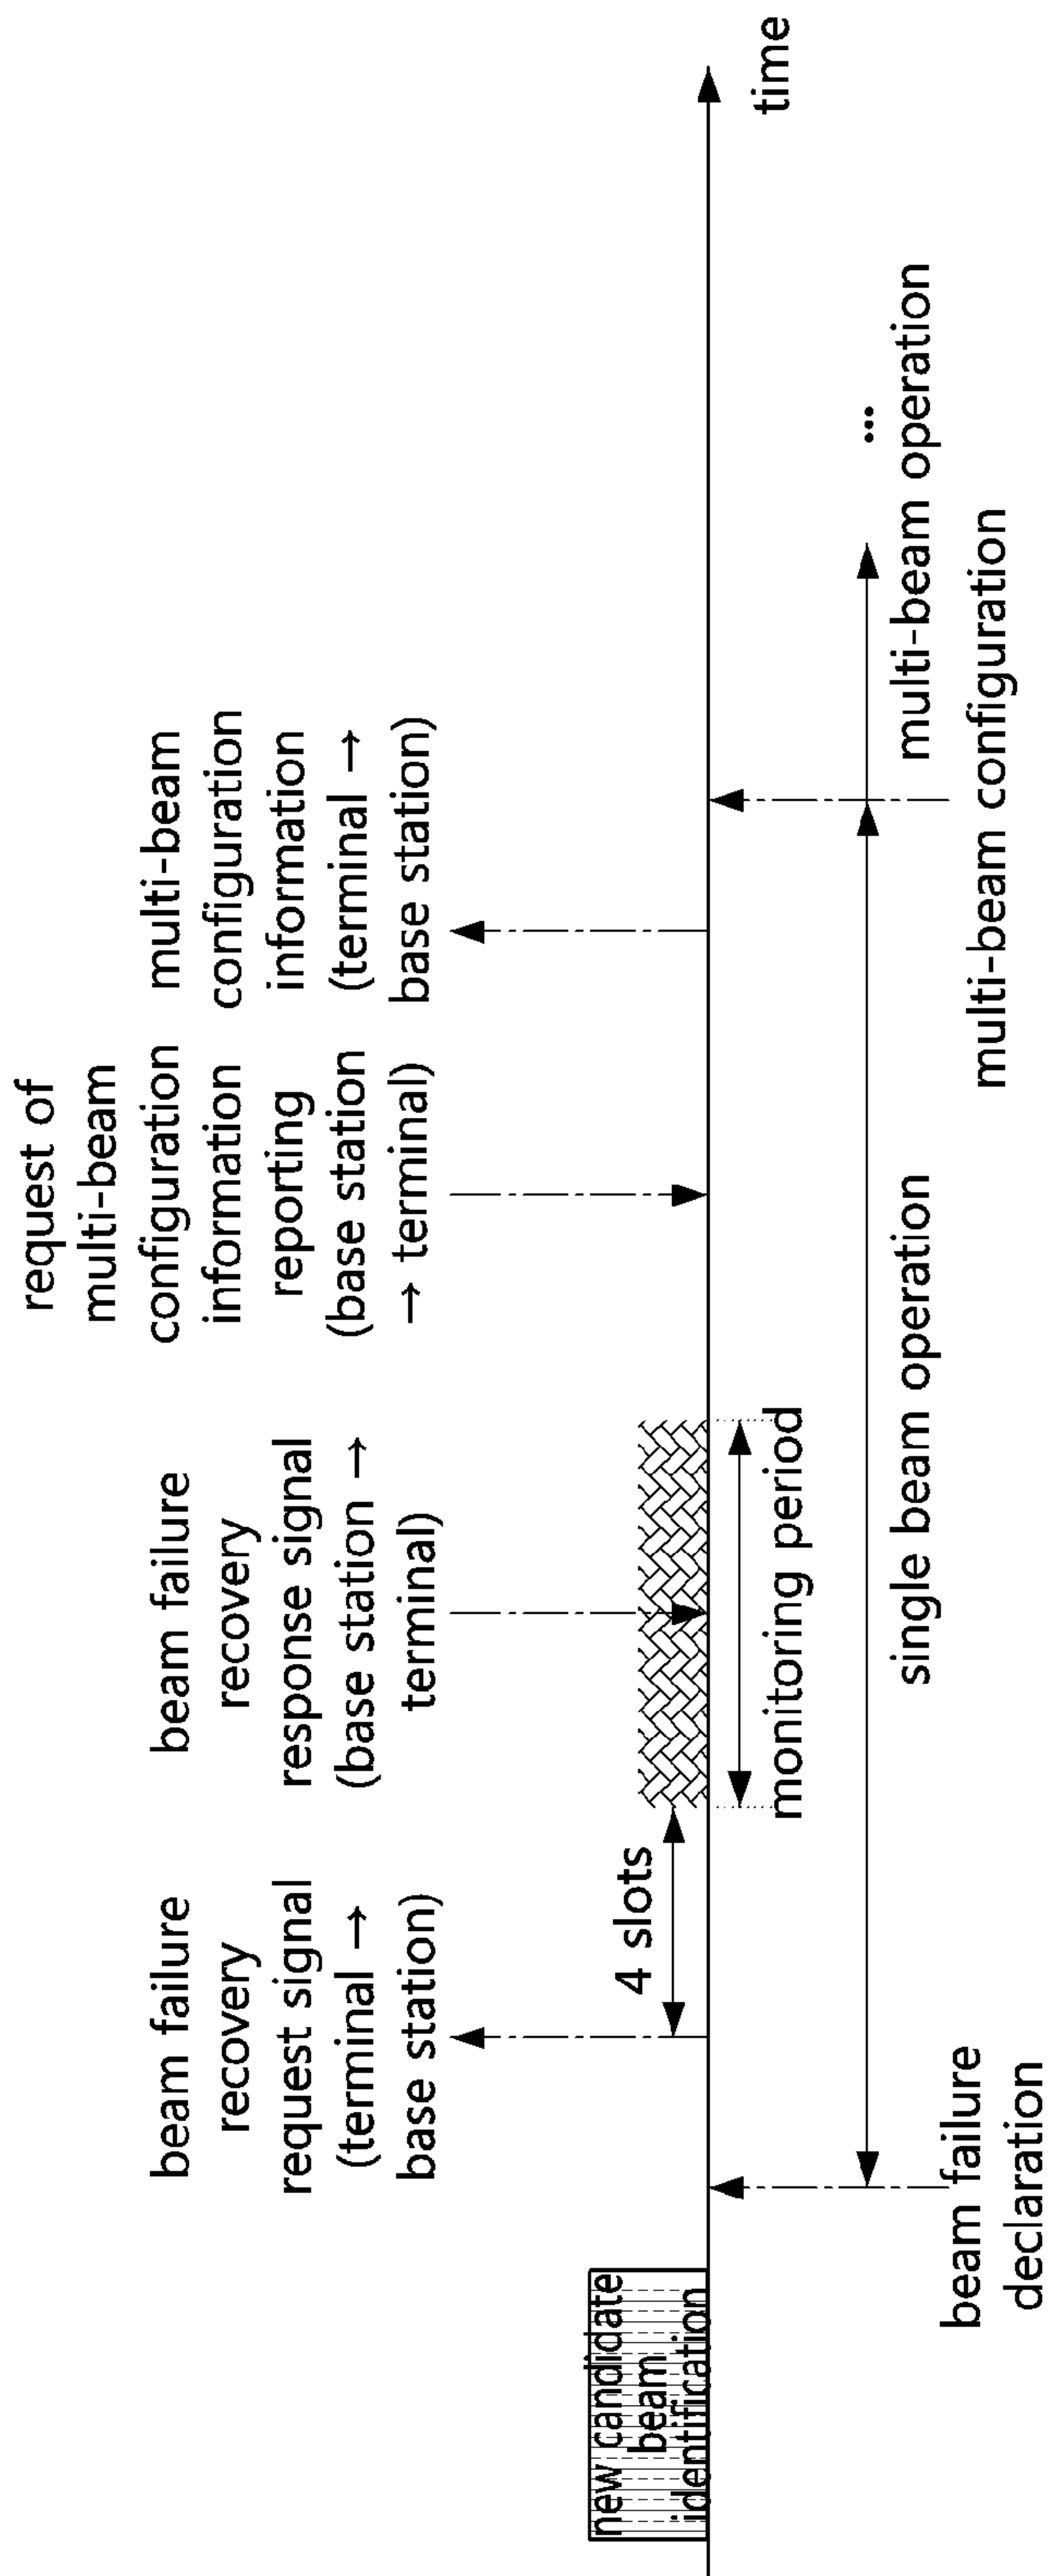 new candidate
beam
identification
beam failure
declaration
beam failure
recovery
request signal
(terminal →
base station)
4 slots
beam failure
recovery
response signal
(base station →
terminal)
monitoring period
single beam operation
request of
multi-beam
configuration
information
reporting
(base station
→ terminal)
multi-beam
configuration
information
(terminal →
base station)
multi-beam configuration
multi-beam operation
...
time